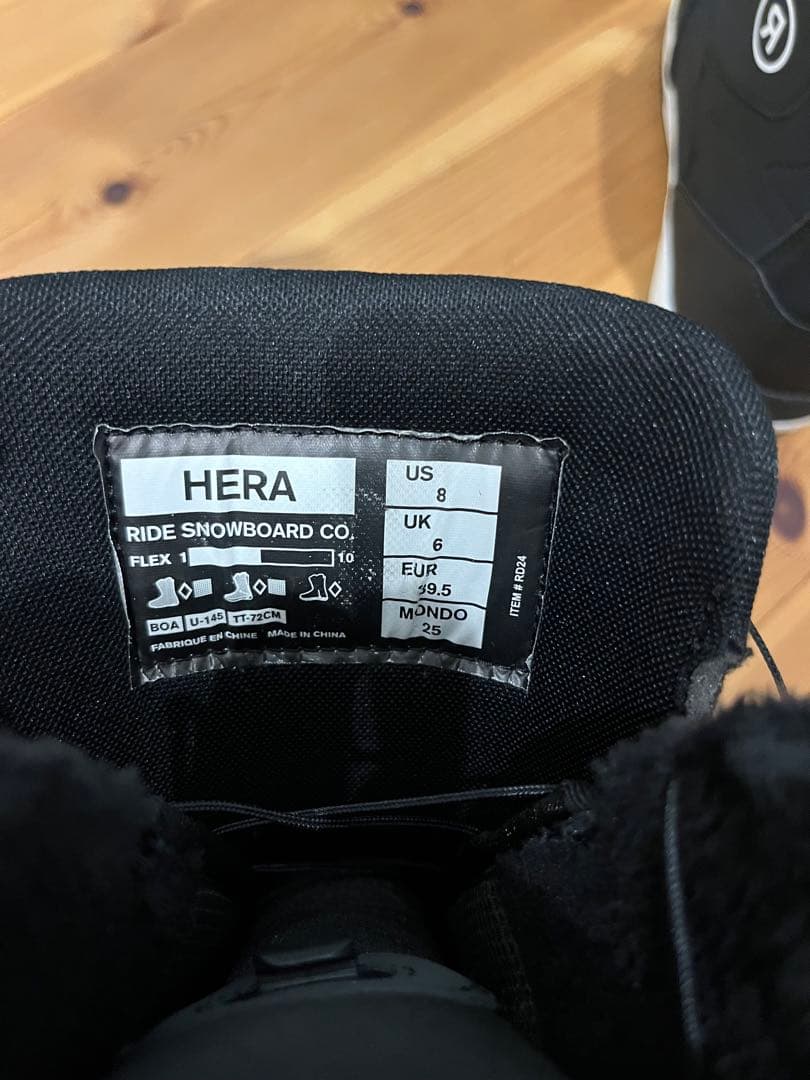 R
HERA
RIDE SNOWBOARD CO.
FLEX 1 10
BOA U-145 TT-72CM
FABRIQUE EN CHINE MADE IN CHINA
US
8
UK
6
EUR
39.5
MONDO
25
ITEM # RD24